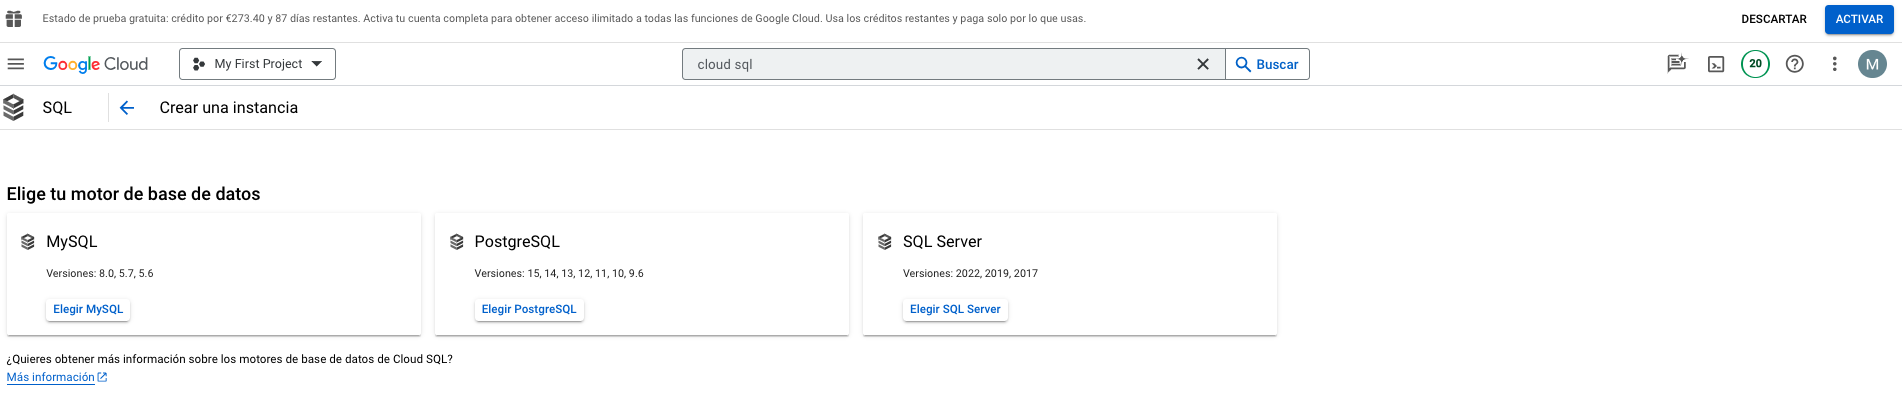 Estado de prueba gratuita: crédito por €273.40 y 87 días restantes. Activa tu cuenta completa para obtener acceso ilimitado a todas las funciones de Google Cloud. Usa los créditos restantes y paga solo por lo que usas.
DESCARTAR
ACTIVAR
Google Cloud
My First Project
cloud sql
Buscar
20
M
SQL
Crear una instancia
Elige tu motor de base de datos
MySQL
Versiones: 8.0, 5.7, 5.6
Elegir MySQL
PostgreSQL
Versiones: 15, 14, 13, 12, 11, 10, 9.6
Elegir PostgreSQL
SQL Server
Versiones: 2022, 2019, 2017
Elegir SQL Server
¿Quieres obtener más información sobre los motores de base de datos de Cloud SQL?
Más información